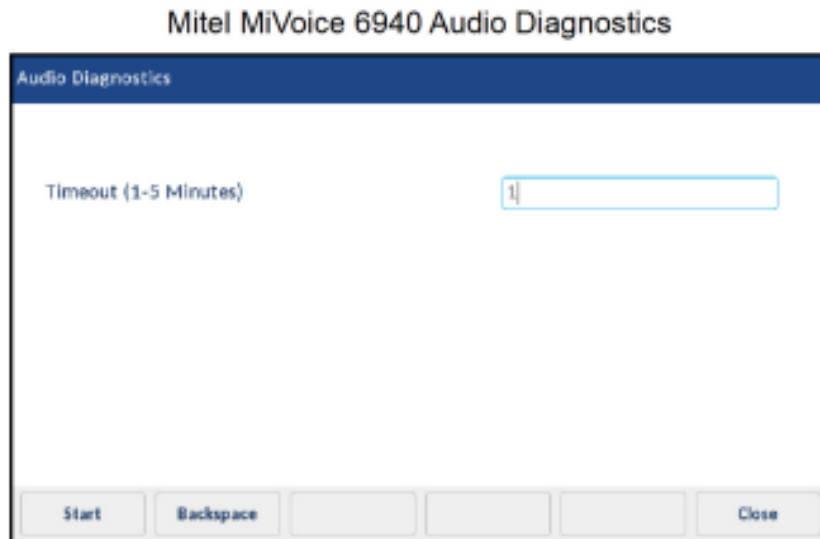 Mitel MiVoice 6940 Audio Diagnostics
Audio Diagnostics
Timeout (1-5 Minutes) 1
Start Backspace Close